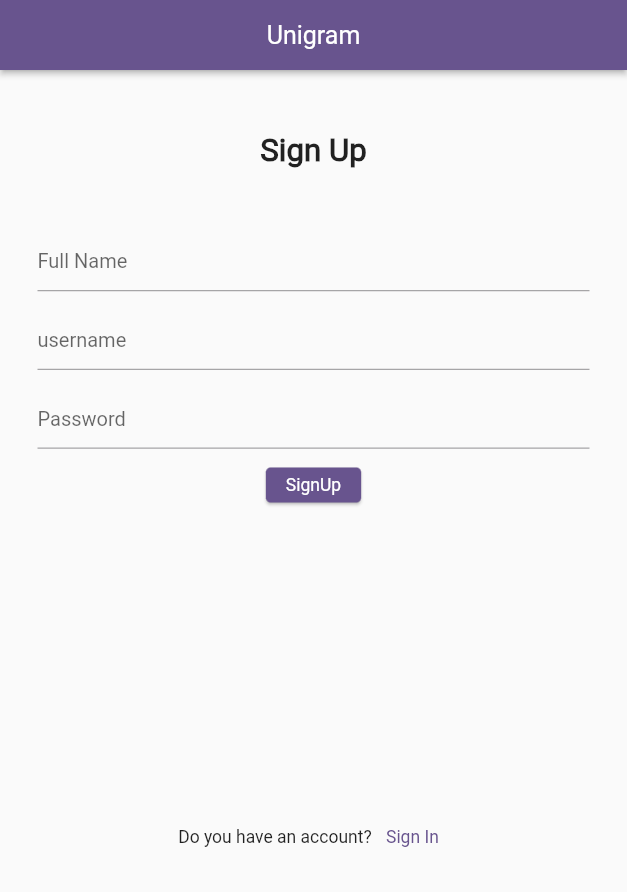 Unigram
Sign Up
Full Name
username
Password
SignUp
Do you have an account? Sign In